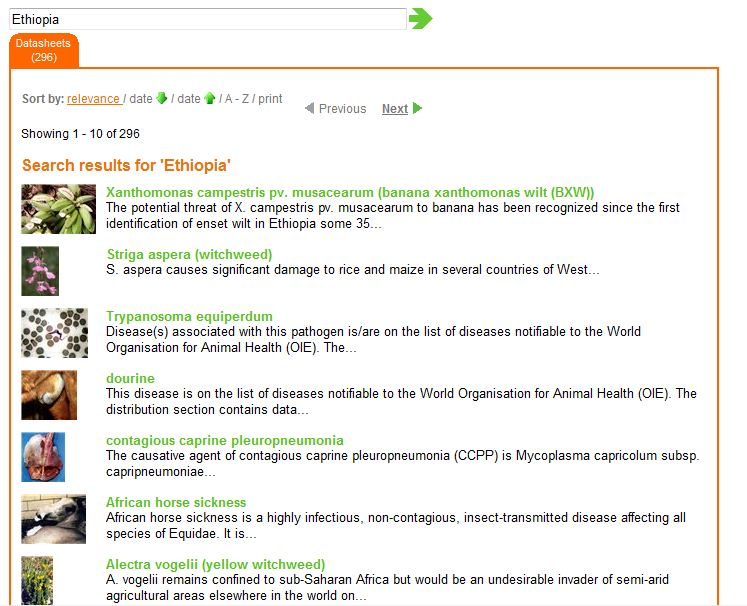 Ethiopia
Datasheets
(296)
Sort by: relevance / date / date / A - Z / print
Previous Next
Showing 1 - 10 of 296
Search results for 'Ethiopia'
Xanthomonas campestris pv. musacearum (banana xanthomonas wilt (BXW))
The potential threat of X. campestris pv. musacearum to banana has been recognized since the first
identification of enset wilt in Ethiopia some 35...
Striga aspera (witchweed)
S. aspera causes significant damage to rice and maize in several countries of West...
Trypanosoma equiperdum
Disease(s) associated with this pathogen is/are on the list of diseases notifiable to the World
Organisation for Animal Health (OIE). The...
dourine
This disease is on the list of diseases notifiable to the World Organisation for Animal Health (OIE). The
distribution section contains data...
contagious caprine pleuropneumonia
The causative agent of contagious caprine pleuropneumonia (CCPP) is Mycoplasma capricolum subsp.
capripneumoniae...
African horse sickness
African horse sickness is a highly infectious, non-contagious, insect-transmitted disease affecting all
species of Equidae. It is...
Alectra vogelii (yellow witchweed)
A. vogelii remains confined to sub-Saharan Africa but would be an undesirable invader of semi-arid
agricultural areas elsewhere in the world on...